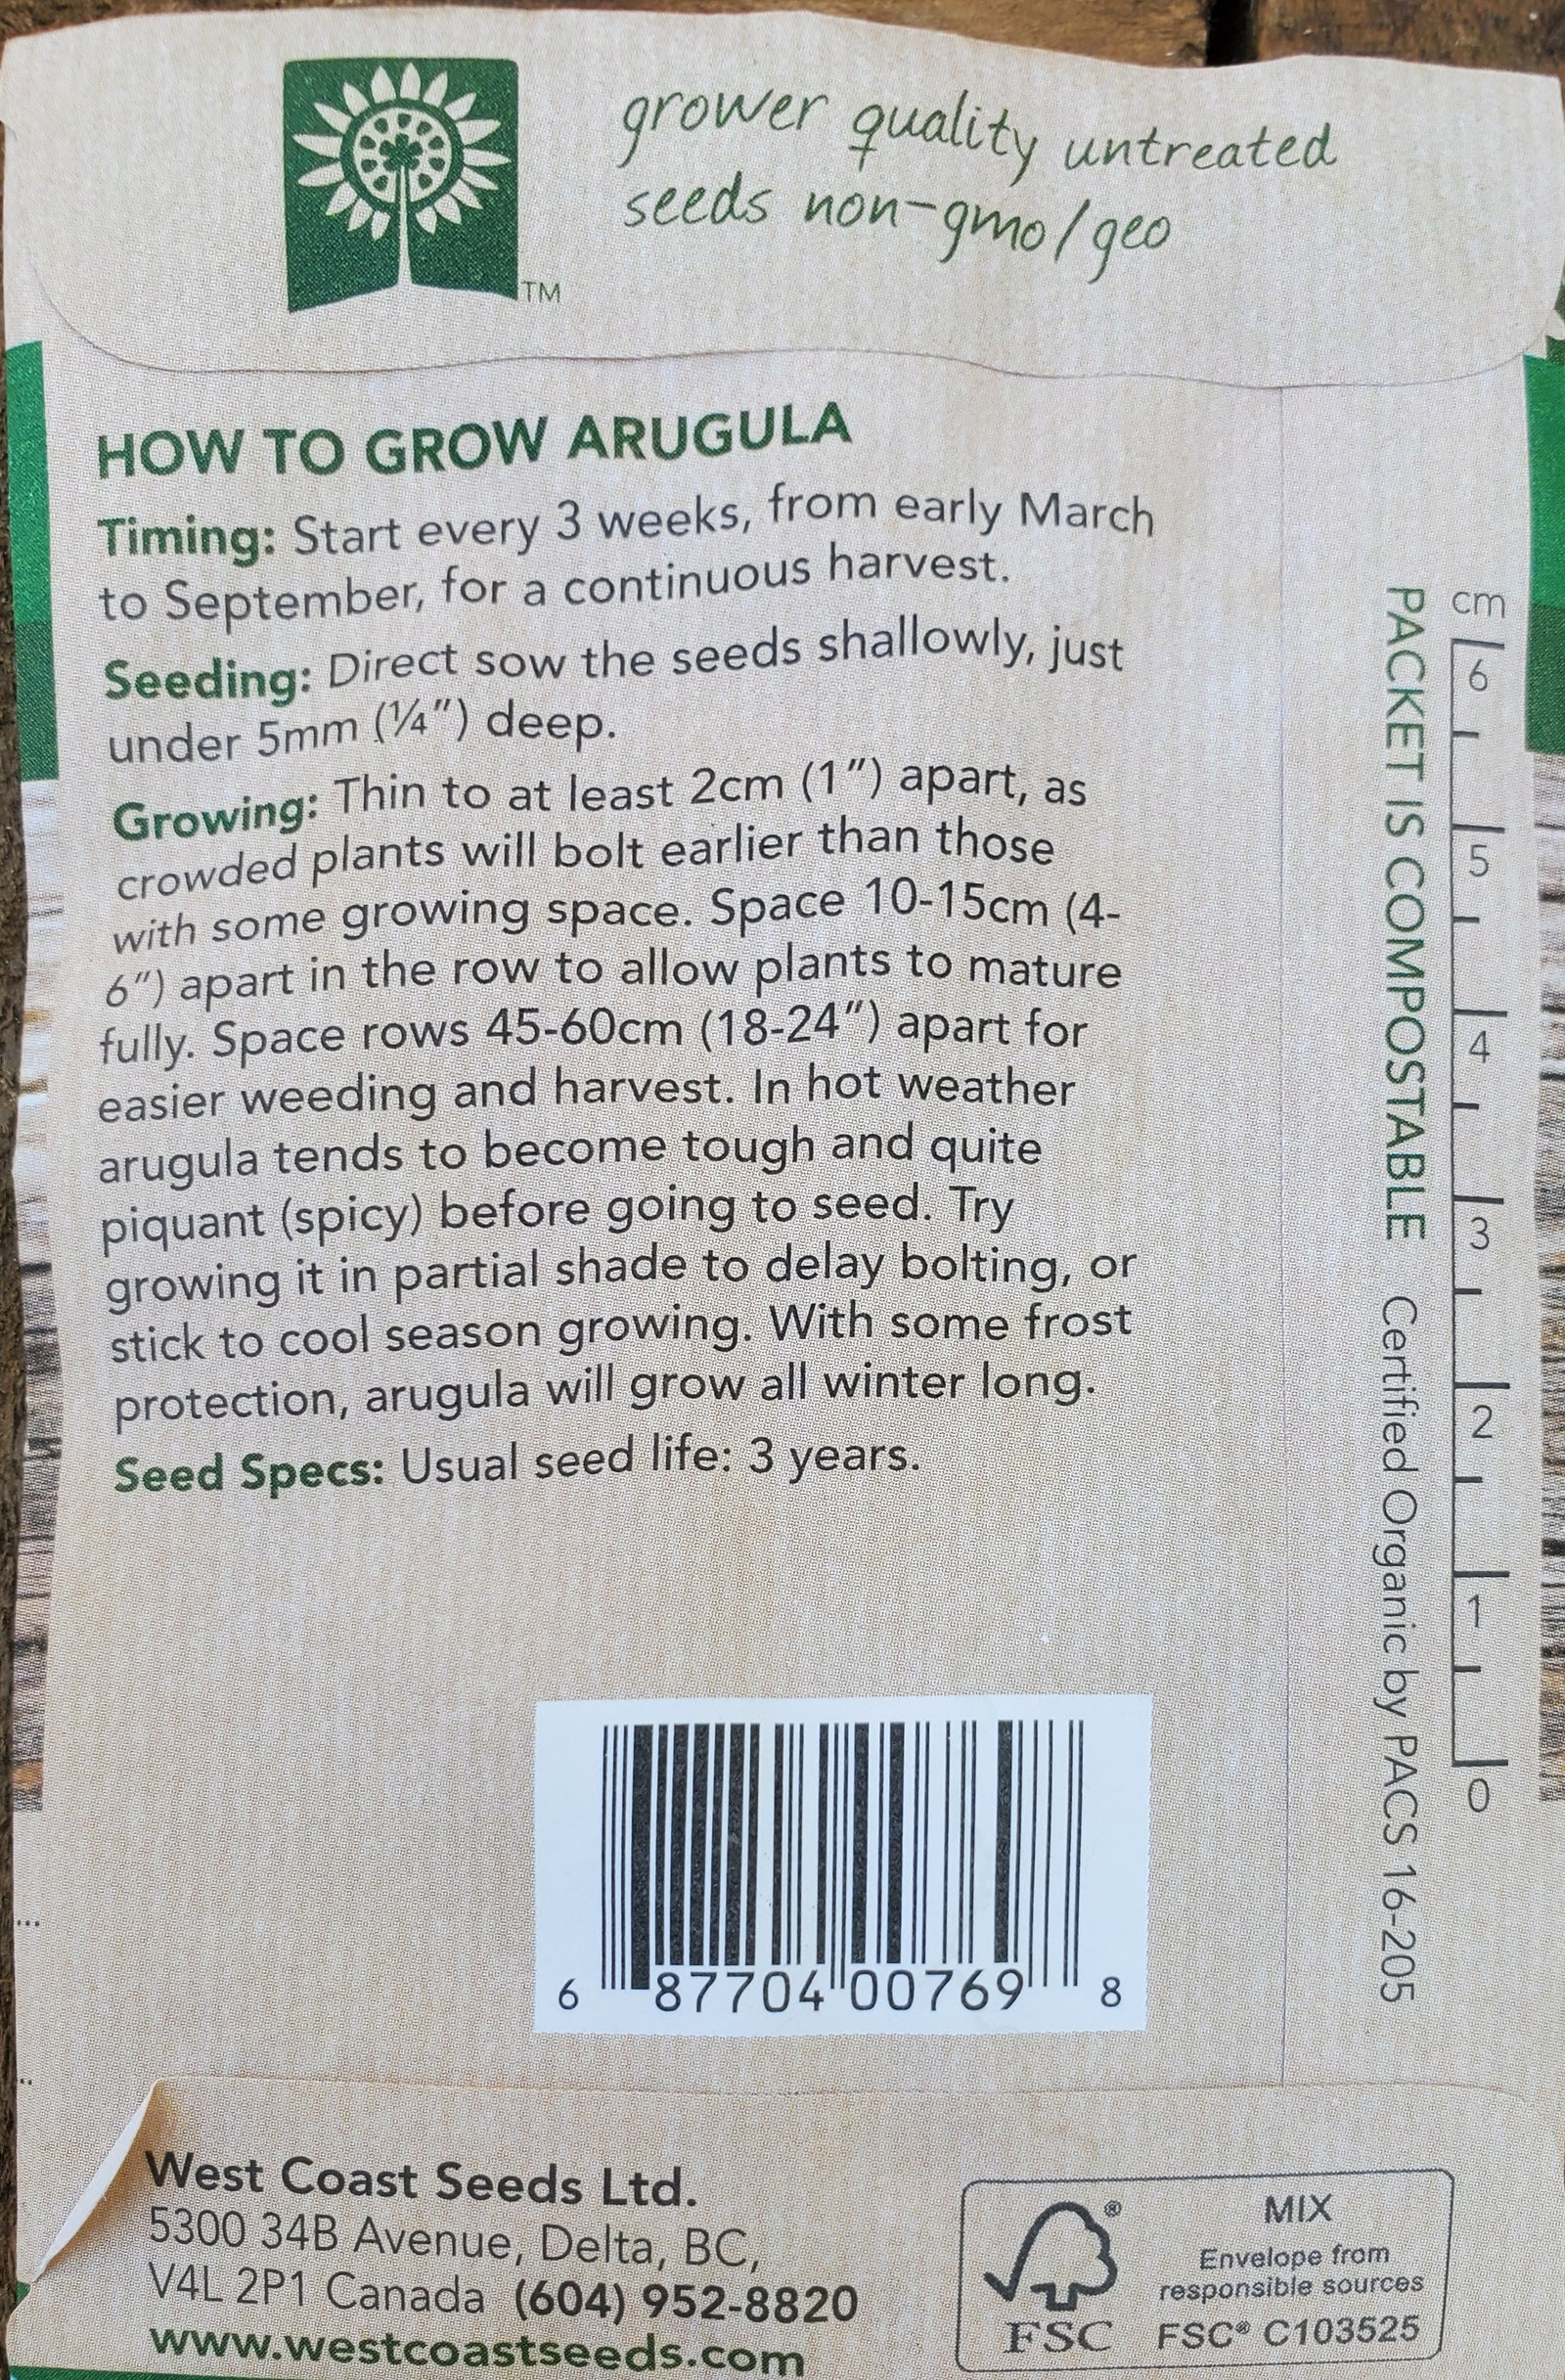 grower quality untreated
seeds non-gmo/geo
TM
HOW TO GROW ARUGULA
Timing: Start every 3 weeks, from early March
to September, for a continuous harvest.
Seeding: Direct sow the seeds shallowly, just
under 5mm (¼") deep.
Growing: Thin to at least 2cm (1") apart, as
crowded plants will bolt earlier than those
with some growing space. Space 10-15cm (4-
6") apart in the row to allow plants to mature
fully. Space rows 45-60cm (18-24") apart for
easier weeding and harvest. In hot weather
arugula tends to become tough and quite
piquant (spicy) before going to seed. Try
growing it in partial shade to delay bolting, or
stick to cool season growing. With some frost
protection, arugula will grow all winter long.
Seed Specs: Usual seed life: 3 years.
PACKET IS COMPOSTABLE Certified Organic by PACS 16-205
cm
6
5
4
3
2
1
0
6 87704 00769 8
West Coast Seeds Ltd.
5300 34B Avenue, Delta, BC,
V4L 2P1 Canada (604) 952-8820
www.westcoastseeds.com
®
FSC
MIX
Envelope from
responsible sources
FSC® C103525